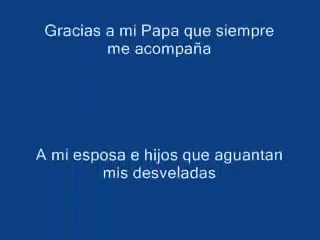 Gracias a mi Papa que siempre
me acompaña
A mi esposa e hijos que aguantan
mis desveladas